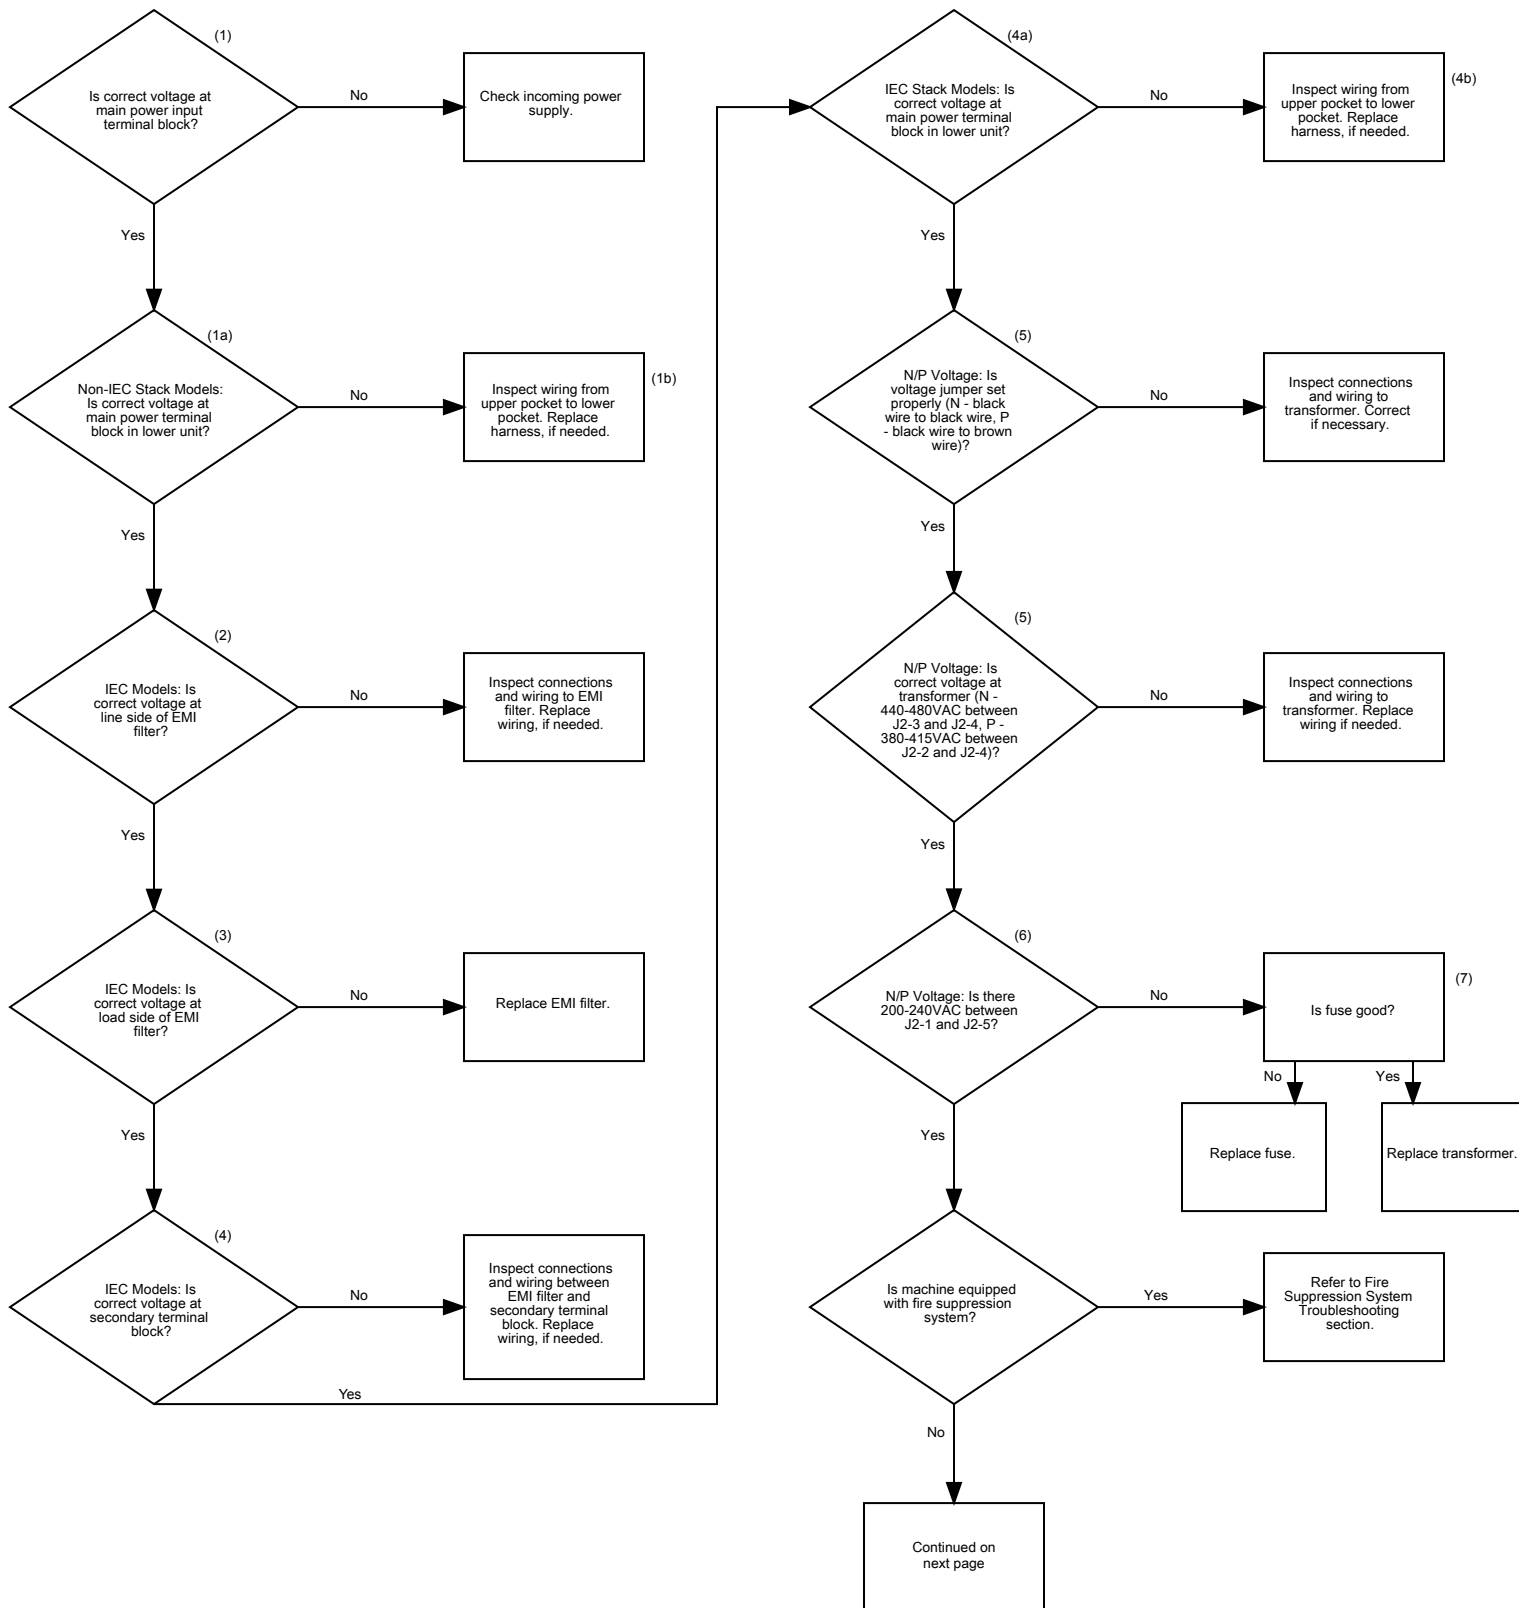 (1)
Is correct voltage at
main power input
terminal block?
No
Check incoming power
supply.
Yes
(1a)
Non-IEC Stack Models:
Is correct voltage at
main power terminal
block in lower unit?
No
Inspect wiring from
upper pocket to lower
pocket. Replace
harness, if needed.
(1b)
Yes
(2)
IEC Models: Is
correct voltage at
line side of EMI
filter?
No
Inspect connections
and wiring to EMI
filter. Replace
wiring, if needed.
Yes
(3)
IEC Models: Is
correct voltage at
load side of EMI
filter?
No
Replace EMI filter.
Yes
(4)
IEC Models: Is
correct voltage at
secondary terminal
block?
No
Inspect connections
and wiring between
EMI filter and
secondary terminal
block. Replace
wiring, if needed.
Yes
(4a)
IEC Stack Models: Is
correct voltage at
main power terminal
block in lower unit?
No
Inspect wiring from
upper pocket to lower
pocket. Replace
harness, if needed.
(4b)
Yes
(5)
N/P Voltage: Is
voltage jumper set
properly (N - black
wire to black wire, P
- black wire to brown
wire)?
No
Inspect connections
and wiring to
transformer. Correct
if necessary.
Yes
(5)
N/P Voltage: Is
correct voltage at
transformer (N -
440-480VAC between
J2-3 and J2-4, P -
380-415VAC between
J2-2 and J2-4)?
No
Inspect connections
and wiring to
transformer. Replace
wiring if needed.
Yes
(6)
N/P Voltage: Is there
200-240VAC between
J2-1 and J2-5?
No
Is fuse good?
(7)
No
Yes
Replace fuse.
Replace transformer.
Yes
Is machine equipped
with fire suppression
system?
Yes
Refer to Fire
Suppression System
Troubleshooting
section.
No
Continued on
next page